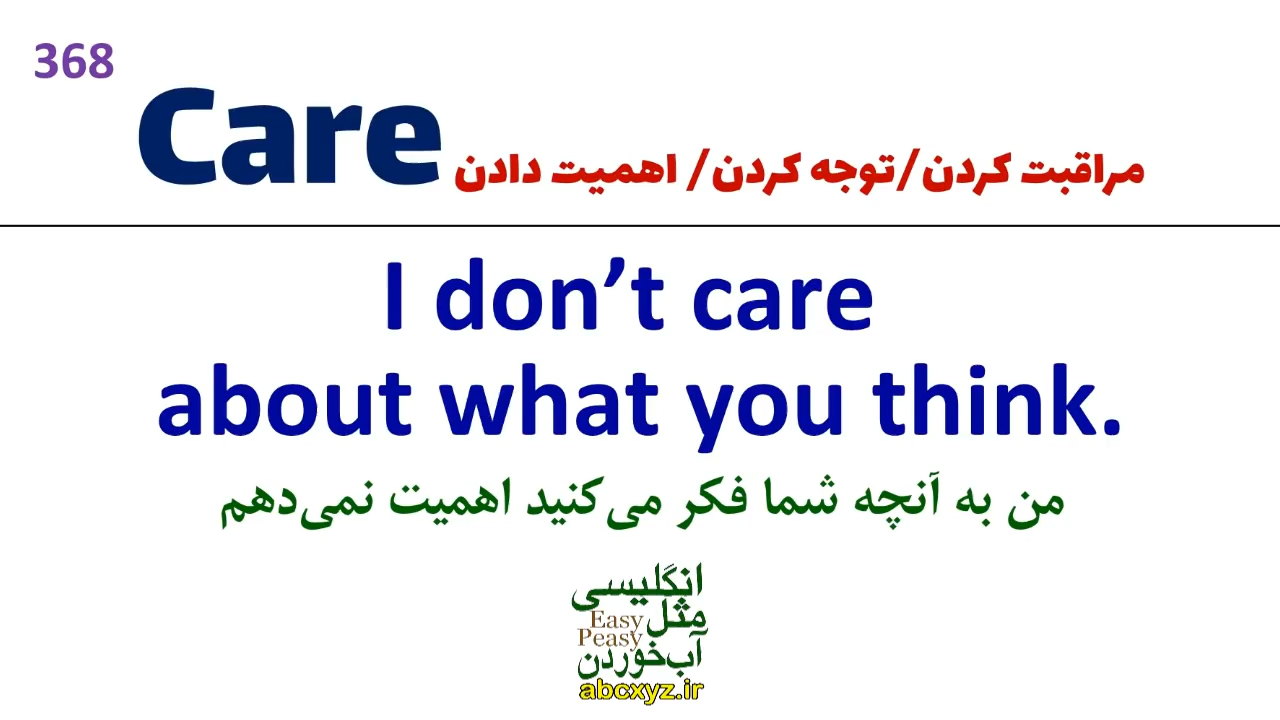 368
Care مراقبت کردن/توجه کردن/ اهمیت دادن
I don’t care
about what you think.
من به آنچه شما فکر می‌کنید اهمیت نمی‌دهم
انگلیسی
مثل Easy
Peasy
آب‌خوردن
abcxyz.ir